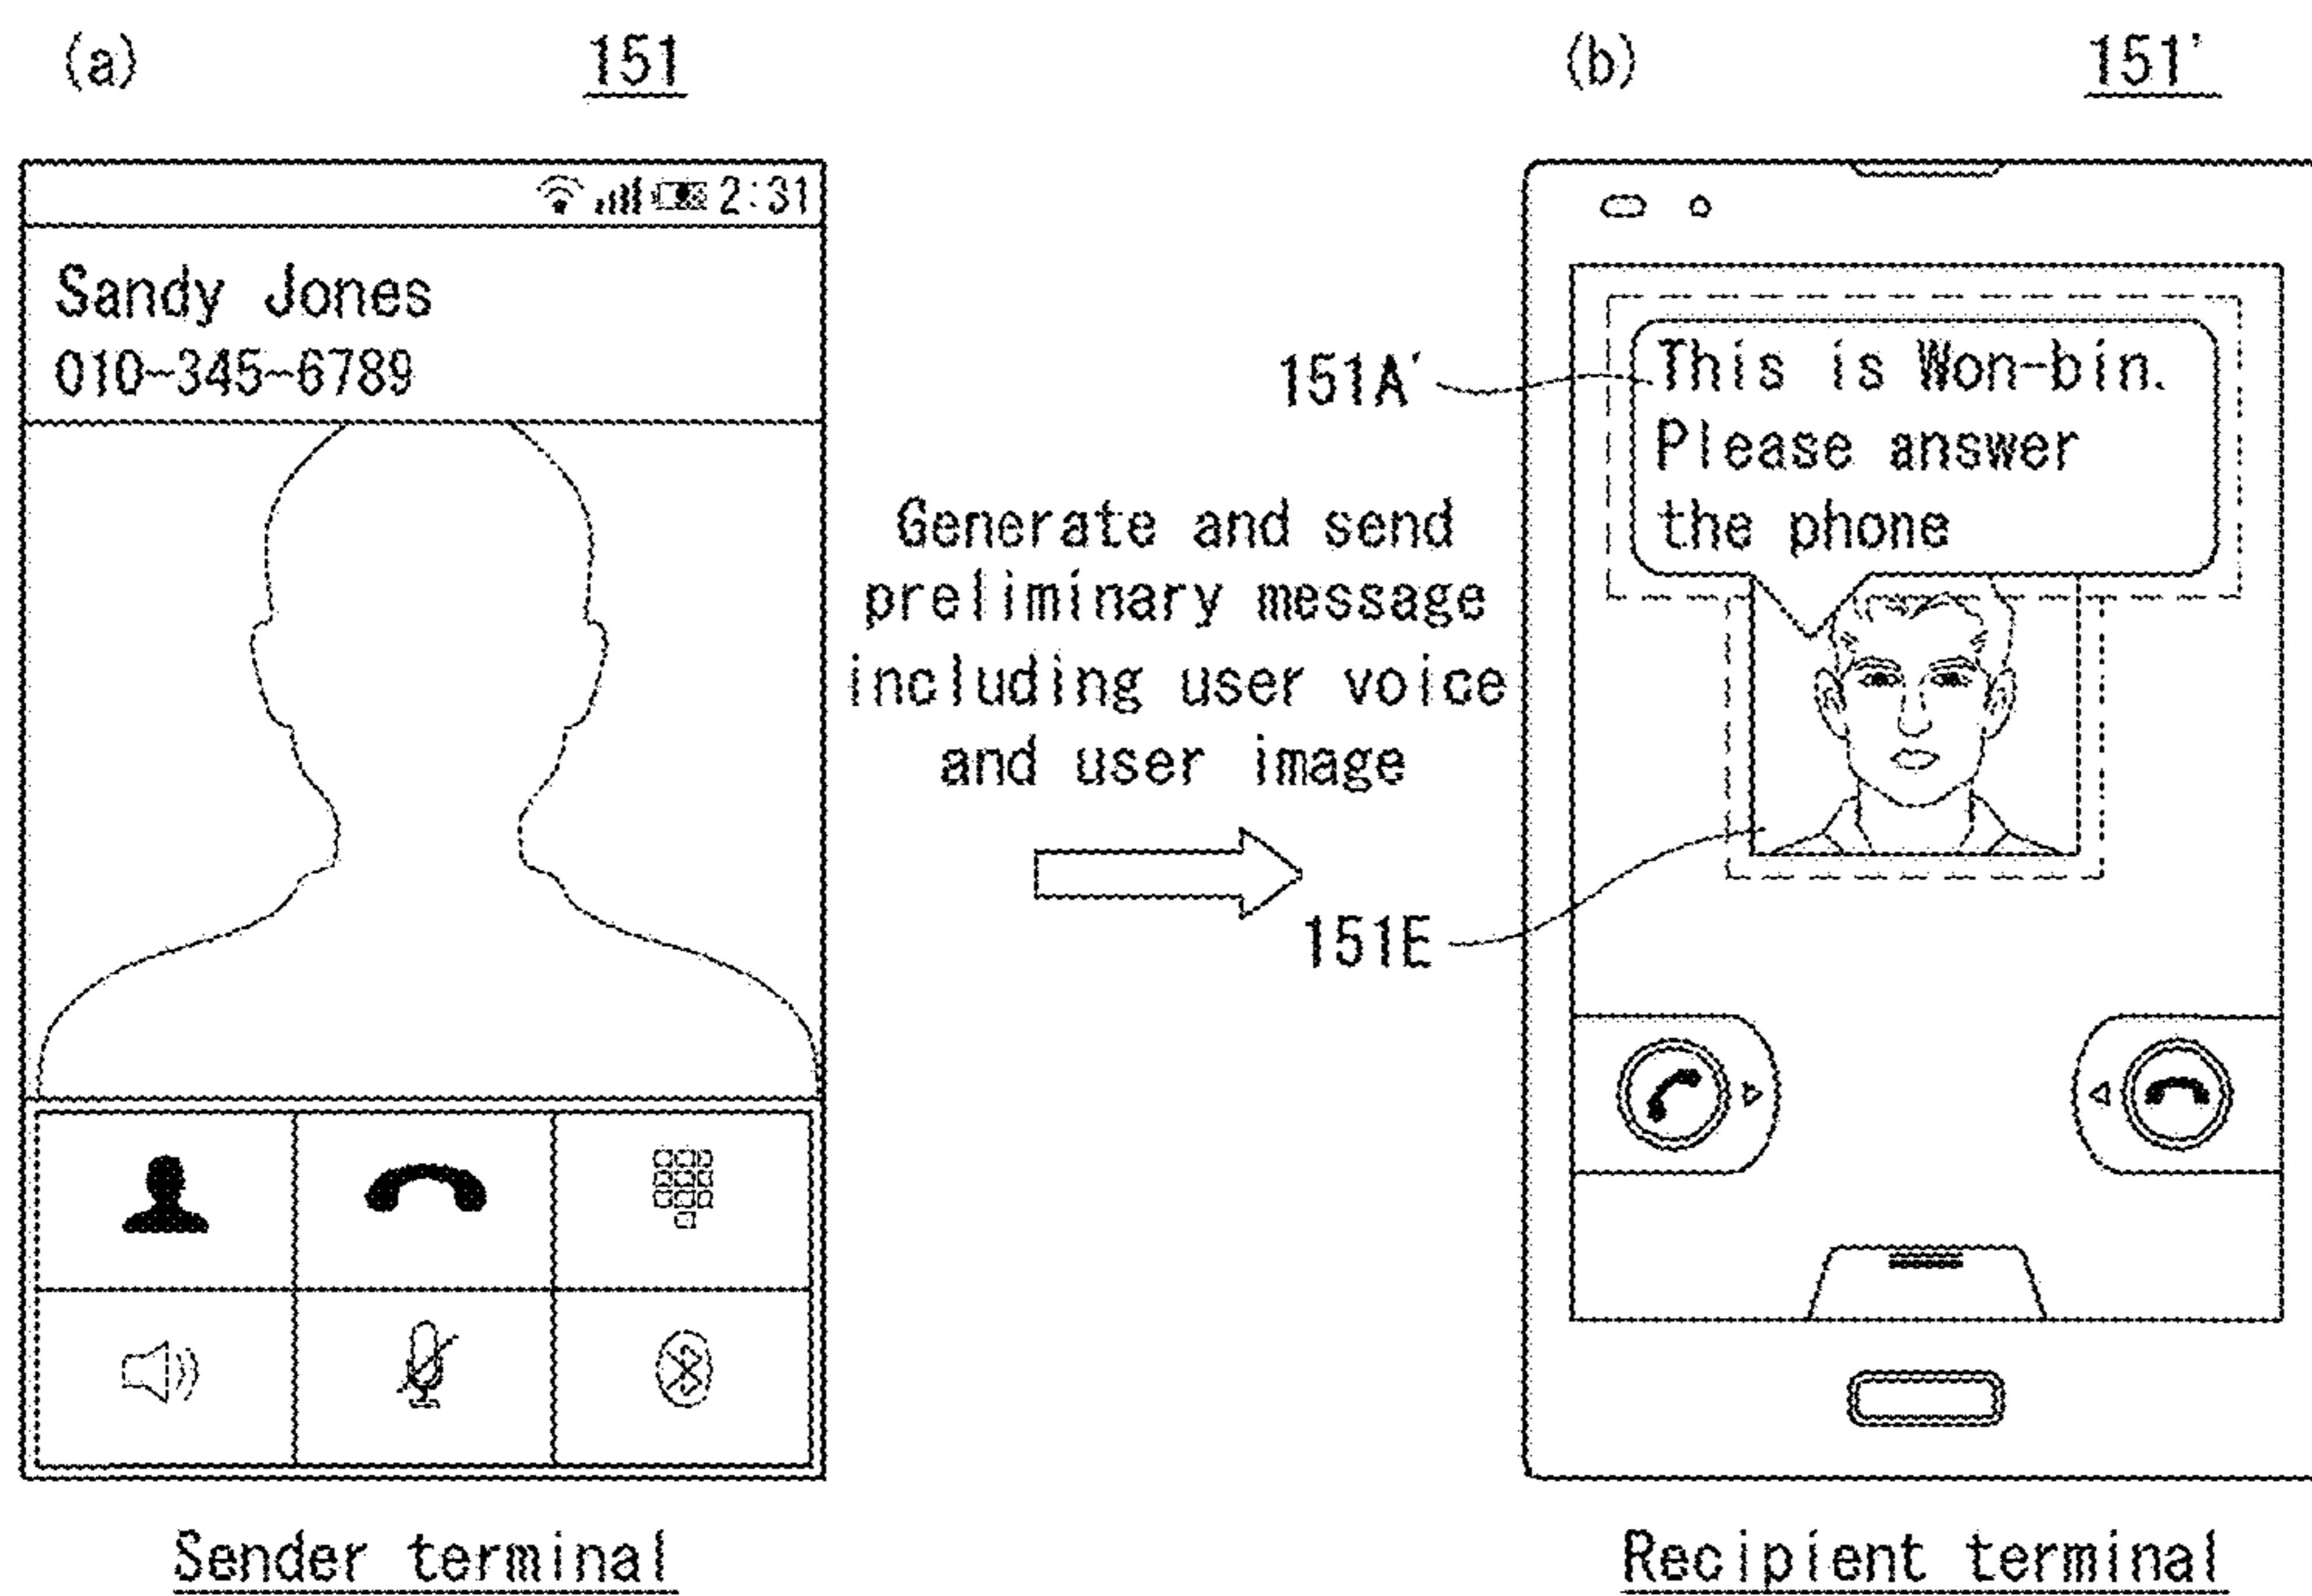 (a)
151
2:31
Sandy Jones
010-345-6789
Sender terminal
Generate and send
preliminary message
including user voice
and user image
(b)
151'
151A'
This is Won-bin.
Please answer
the phone
151E
Recipient terminal